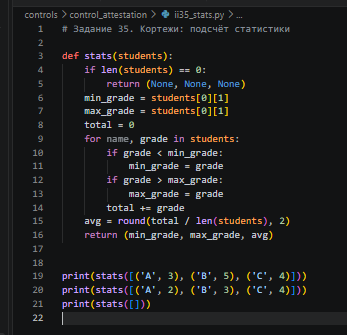 controls > control_attestation > ii35_stats.py > ...
1 # Задание 35. Кортежи: подсчёт статистики
2
3 def stats(students):
4     if len(students) == 0:
5         return (None, None, None)
6     min_grade = students[0][1]
7     max_grade = students[0][1]
8     total = 0
9     for name, grade in students:
10         if grade < min_grade:
11             min_grade = grade
12         if grade > max_grade:
13             max_grade = grade
14         total += grade
15     avg = round(total / len(students), 2)
16     return (min_grade, max_grade, avg)
17
18
19 print(stats([('A', 3), ('B', 5), ('C', 4)]))
20 print(stats([('A', 2), ('B', 3), ('C', 4)]))
21 print(stats([]))
22